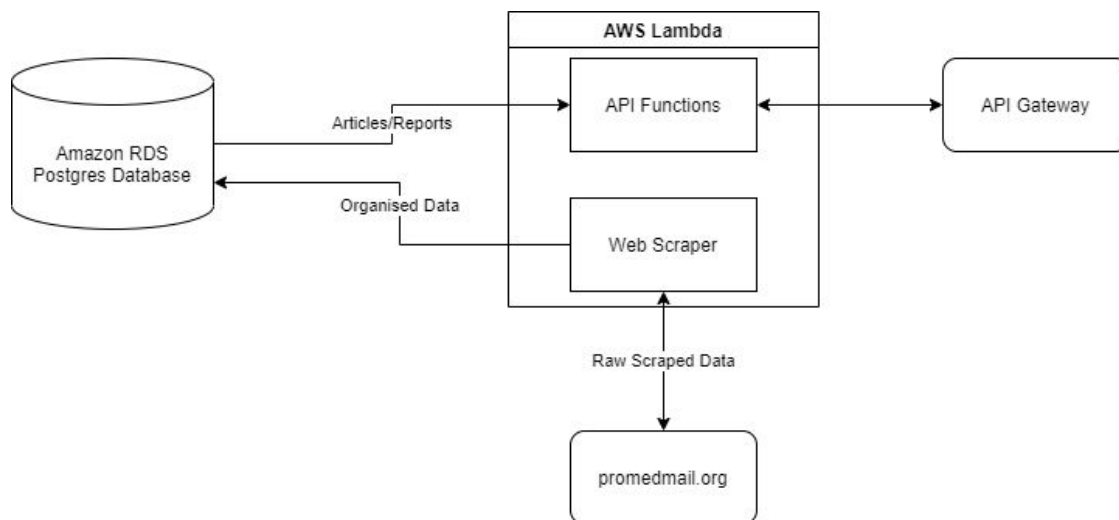 AWS Lambda
API Functions
API Gateway
Articles/Reports
Amazon RDS
Postgres Database
Organised Data
Web Scraper
Raw Scraped Data
promedmail.org